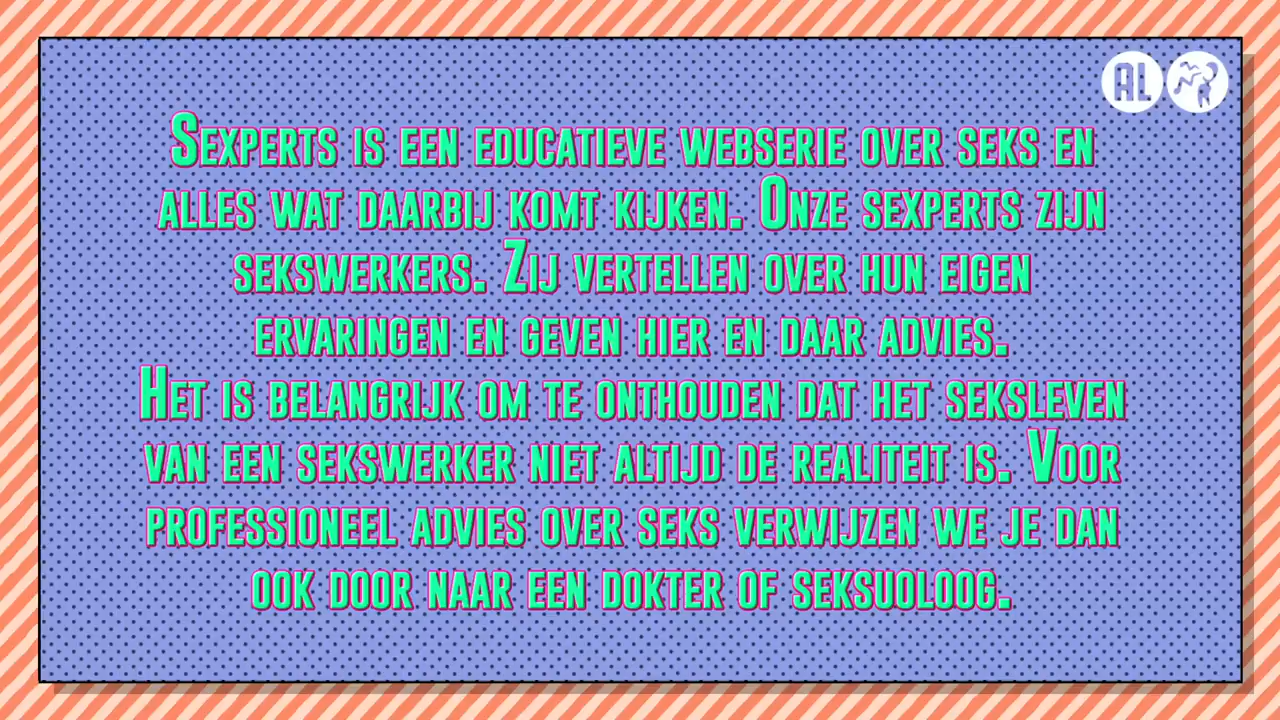 AL
Sexperts is een educatieve webserie over seks en
alles wat daarbij komt kijken. Onze sexperts zijn
sekswerkers. Zij vertellen over hun eigen
ervaringen en geven hier en daar advies.
Het is belangrijk om te onthouden dat het seksleven
van een sekswerker niet altijd de realiteit is. Voor
professioneel advies over seks verwijzen we je dan
ook door naar een dokter of seksuoloog.